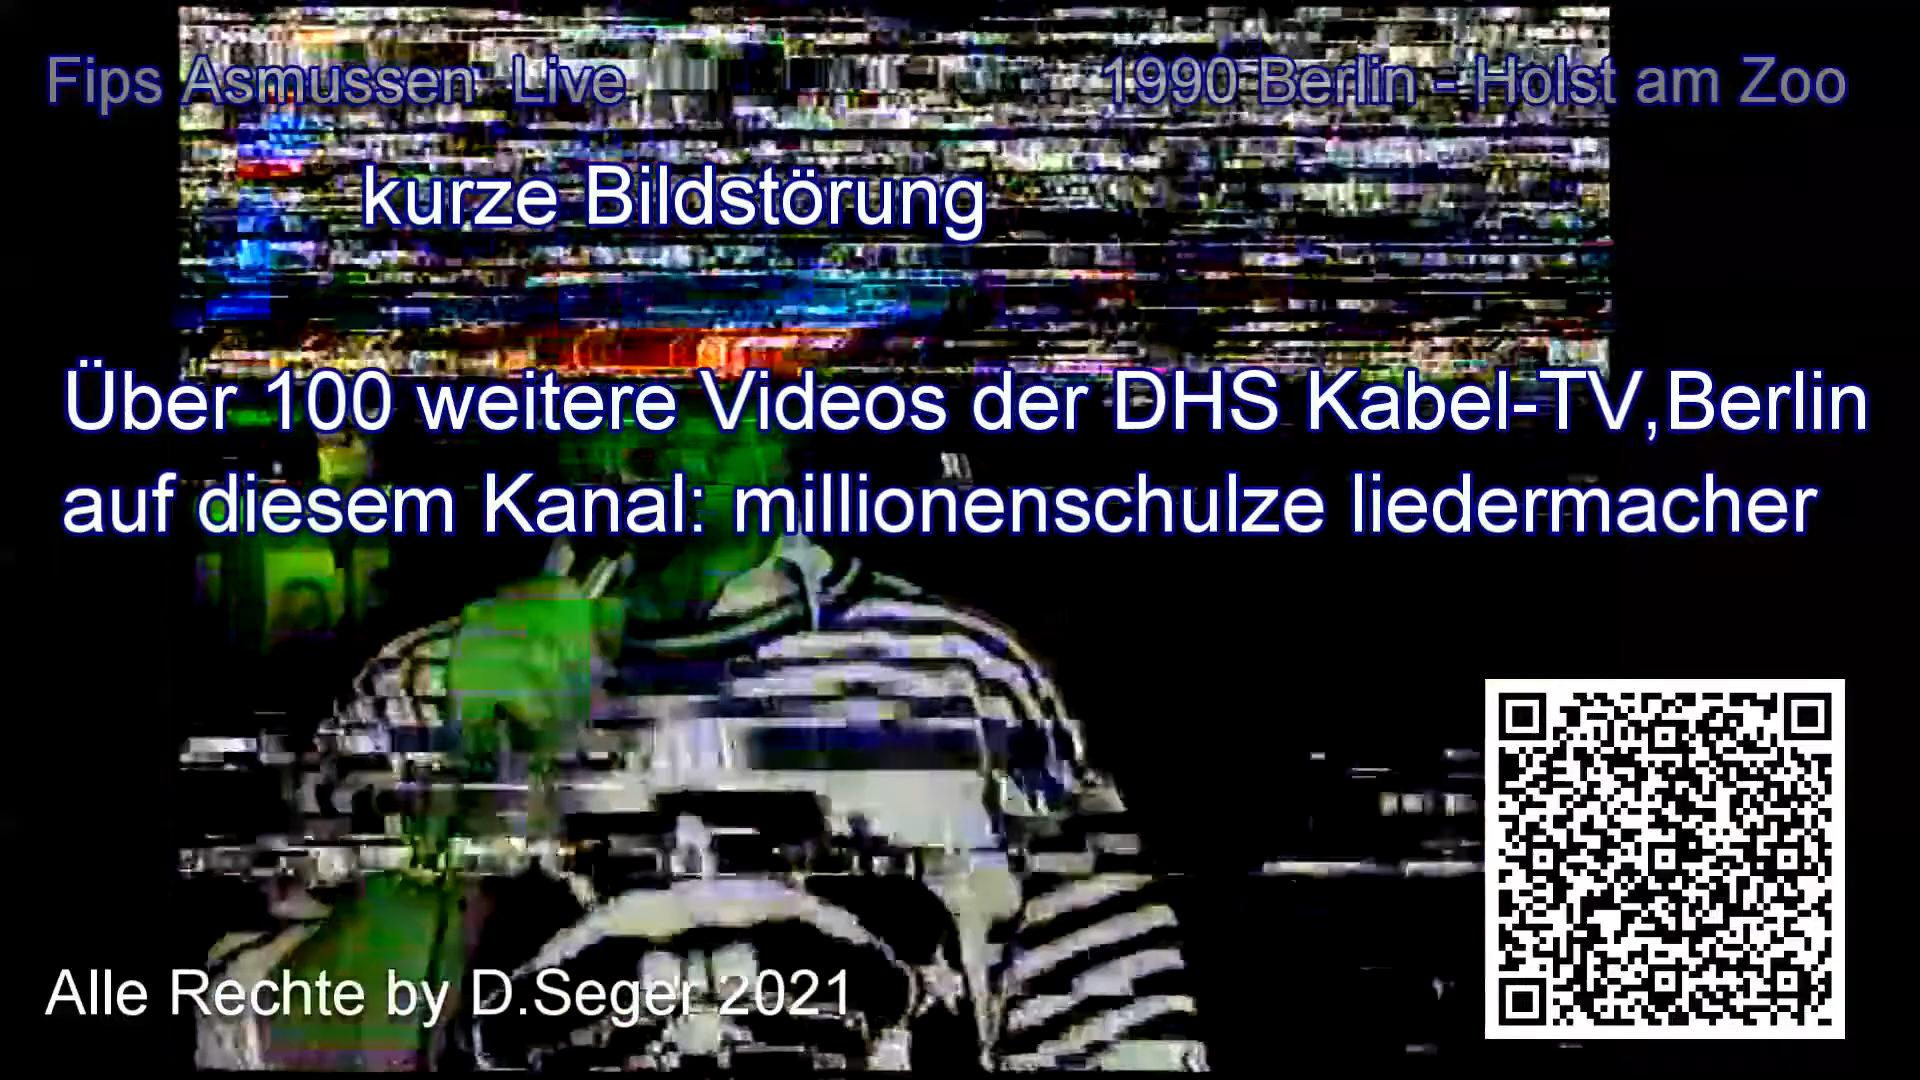 Fips Asmussen Live
1990 Berlin - Holst am Zoo
kurze Bildstörung
Über 100 weitere Videos der DHS Kabel-TV,Berlin
auf diesem Kanal: millionenschulze liedermacher
Alle Rechte by D.Seger 2021